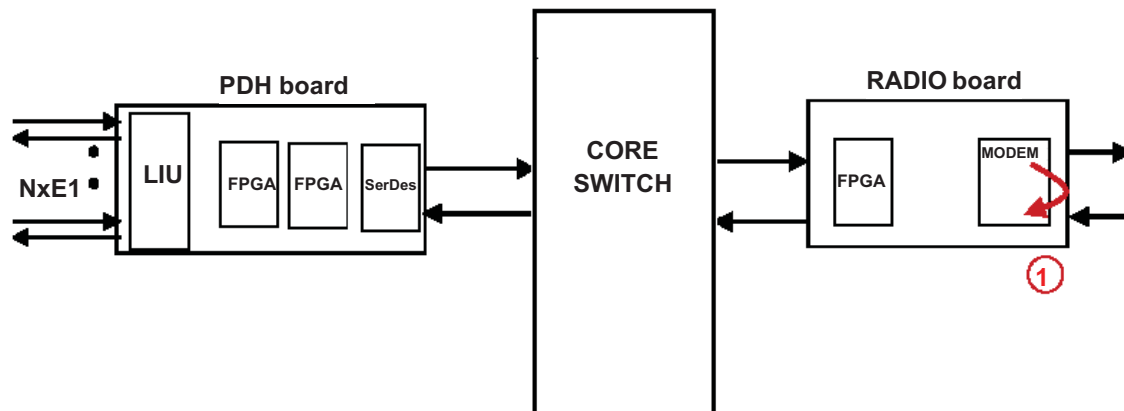 PDH board
RADIO board
NxE1
LIU
FPGA
FPGA
SerDes
CORE
SWITCH
FPGA
MODEM
1